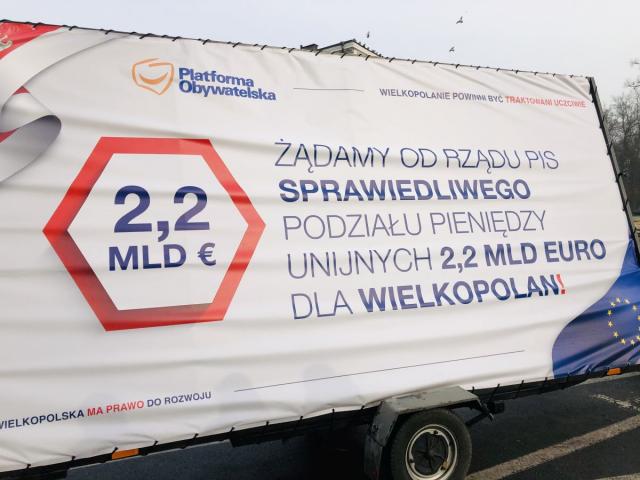 Platforma
Obywatelska
WIELKOPOLANIE POWINNI BYĆ TRAKTOWANI UCZCIWIE
2,2
MLD €
ŻĄDAMY OD RZĄDU PIS
SPRAWIEDLIWEGO
PODZIAŁU PIENIĘDZY
UNIJNYCH 2,2 MLD EURO
DLA WIELKOPOLAN!
WIELKOPOLSKA MA PRAWO DO ROZWOJU